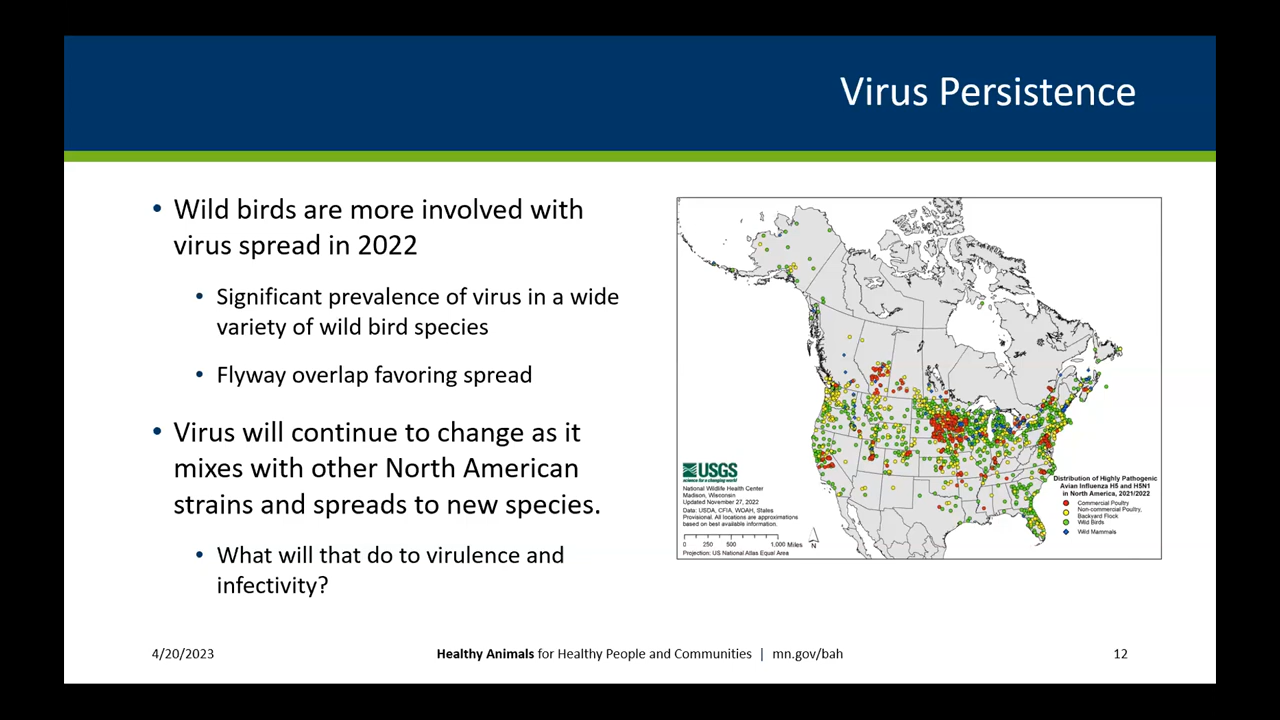 Virus Persistence
• Wild birds are more involved with
virus spread in 2022
• Significant prevalence of virus in a wide
variety of wild bird species
• Flyway overlap favoring spread
• Virus will continue to change as it
mixes with other North American
strains and spreads to new species.
• What will that do to virulence and
infectivity?
USGS
science for a changing world
National Wildlife Health Center
Madison, Wisconsin
Updated November 27, 2022
Data: USDA, CFIA, WOAH, States
Provisional. All locations are approximations
based on best available information.
0 250 500 1,000 Miles
Projection: US National Atlas Equal Area
N
Distribution of Highly Pathogenic
Avian Influenza H5 and H5N1
in North America, 2021/2022
Commercial Poultry
Non-commercial Poultry,
Backyard Flock
Wild Birds
Wild Mammals
4/20/2023
Healthy Animals for Healthy People and Communities | mn.gov/bah
12